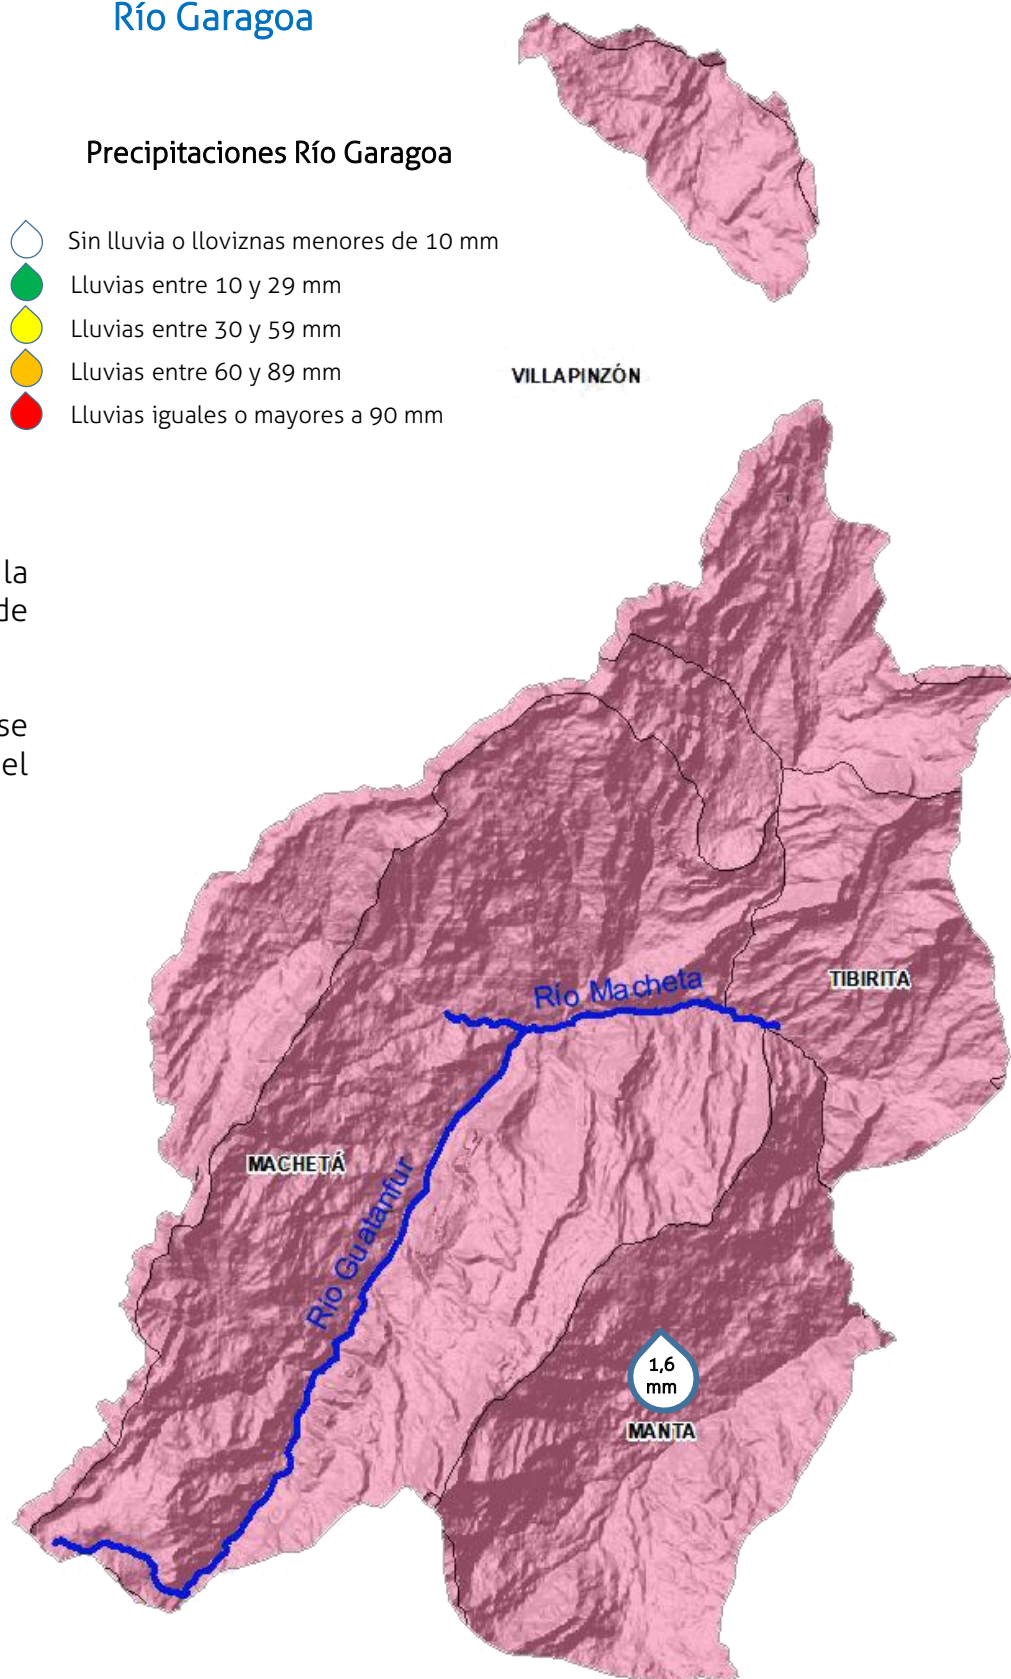 Río Garagoa
Precipitaciones Río Garagoa
Sin lluvia o lloviznas menores de 10 mm
Lluvias entre 10 y 29 mm
Lluvias entre 30 y 59 mm
Lluvias entre 60 y 89 mm
Lluvias iguales o mayores a 90 mm
VILLAPINZÓN
la
de
se
el
Río Macheta
TIBIRITA
MACHETÁ
Río Guatanfur
1,6
mm
MANTA